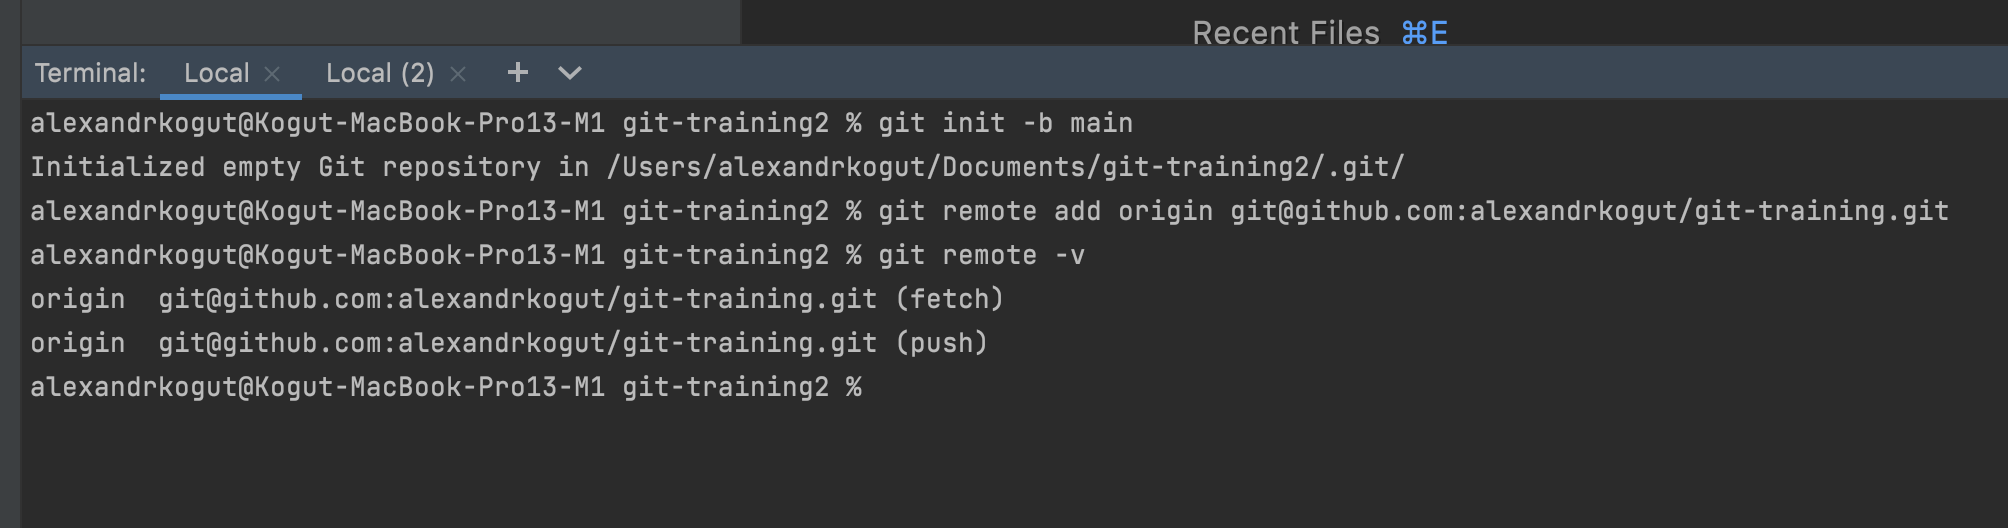 Recent Files ⌘E
Terminal: Local × Local (2) × +
alexandrkogut@Kogut-MacBook-Pro13-M1 git-training2 % git init -b main
Initialized empty Git repository in /Users/alexandrkogut/Documents/git-training2/.git/
alexandrkogut@Kogut-MacBook-Pro13-M1 git-training2 % git remote add origin git@github.com:alexandrkogut/git-training.git
alexandrkogut@Kogut-MacBook-Pro13-M1 git-training2 % git remote -v
origin  git@github.com:alexandrkogut/git-training.git (fetch)
origin  git@github.com:alexandrkogut/git-training.git (push)
alexandrkogut@Kogut-MacBook-Pro13-M1 git-training2 %